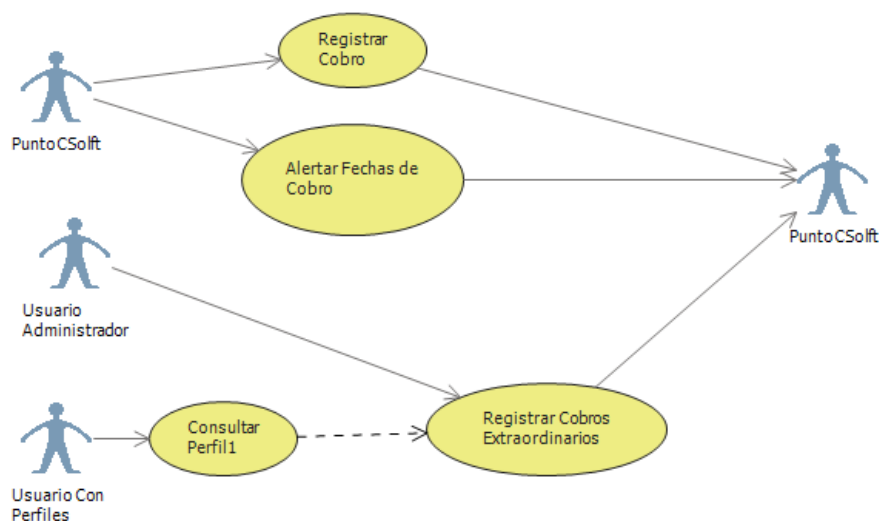 Registrar
Cobro
PuntoCSolft
Alertar Fechas de
Cobro
PuntoCSolft
Usuario
Administrador
Consultar
Perfil1
Registrar Cobros
Extraordinarios
Usuario Con
Perfiles